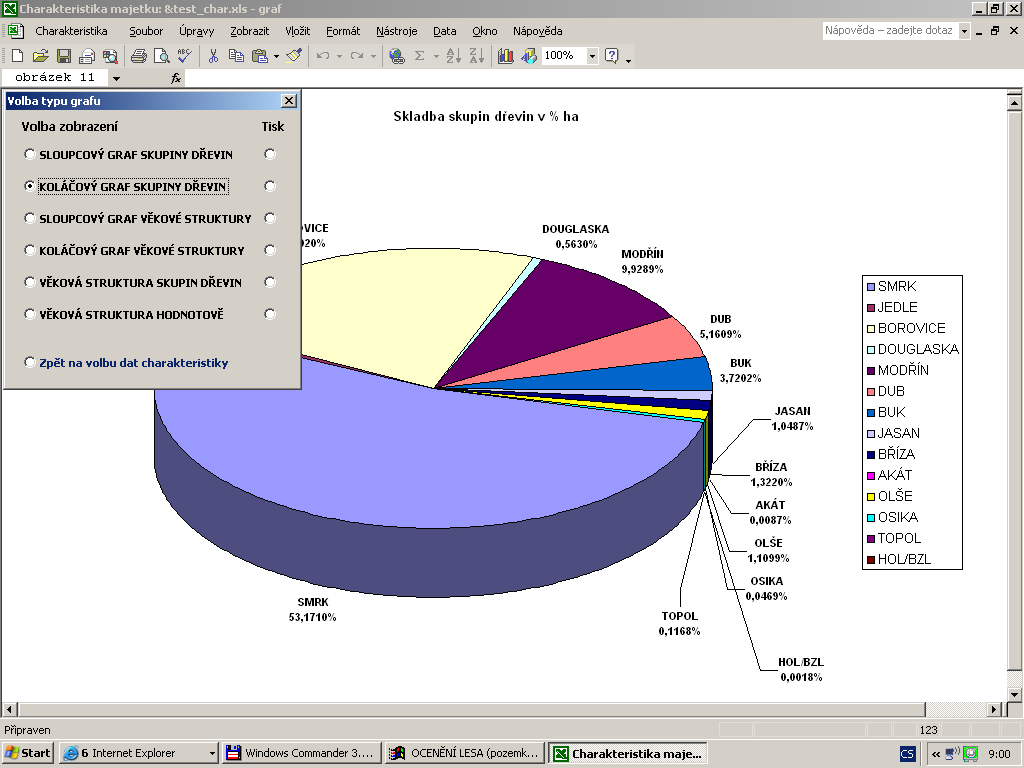 Charakteristika majetku: &test_char.xls - graf
Charakteristika Soubor Úpravy Zobrazit Vložit Formát Nástroje Data Okno Nápověda
Nápověda – zadejte dotaz
100%
obrázek 11
fx
Volba typu grafu
Volba zobrazení Tisk
SLOUPCOVÝ GRAF SKUPINY DŘEVIN
KOLÁČOVÝ GRAF SKUPINY DŘEVIN
SLOUPCOVÝ GRAF VĚKOVÉ STRUKTURY
KOLÁČOVÝ GRAF VĚKOVÉ STRUKTURY
VĚKOVÁ STRUKTURA SKUPIN DŘEVIN
VĚKOVÁ STRUKTURA HODNOTOVĚ
Zpět na volbu dat charakteristiky
Skladba skupin dřevin v % ha
OVICE
020%
DOUGLASKA
0,5630%
MODŘÍN
9,9289%
DUB
5,1609%
BUK
3,7202%
JASAN
1,0487%
BŘÍZA
1,3220%
AKÁT
0,0087%
OLŠE
1,1099%
OSIKA
0,0469%
TOPOL
0,1168%
HOL/BZL
0,0018%
SMRK
53,1710%
SMRK
JEDLE
BOROVICE
DOUGLASKA
MODŘÍN
DUB
BUK
JASAN
BŘÍZA
AKÁT
OLŠE
OSIKA
TOPOL
HOL/BZL
Připraven
123
Start
6 Internet Explorer
Windows Commander 3....
OCENĚNÍ LESA (pozemk...
Charakteristika maje...
CS
«
9:00